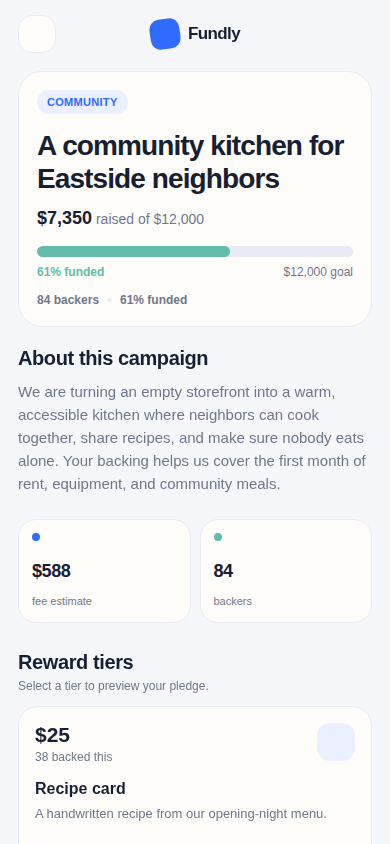 Fundly
COMMUNITY
A community kitchen for
Eastside neighbors
$7,350 raised of $12,000
61% funded $12,000 goal
84 backers • 61% funded
About this campaign
We are turning an empty storefront into a warm,
accessible kitchen where neighbors can cook
together, share recipes, and make sure nobody eats
alone. Your backing helps us cover the first month of
rent, equipment, and community meals.
$588
fee estimate
84
backers
Reward tiers
Select a tier to preview your pledge.
$25
38 backed this
Recipe card
A handwritten recipe from our opening-night menu.